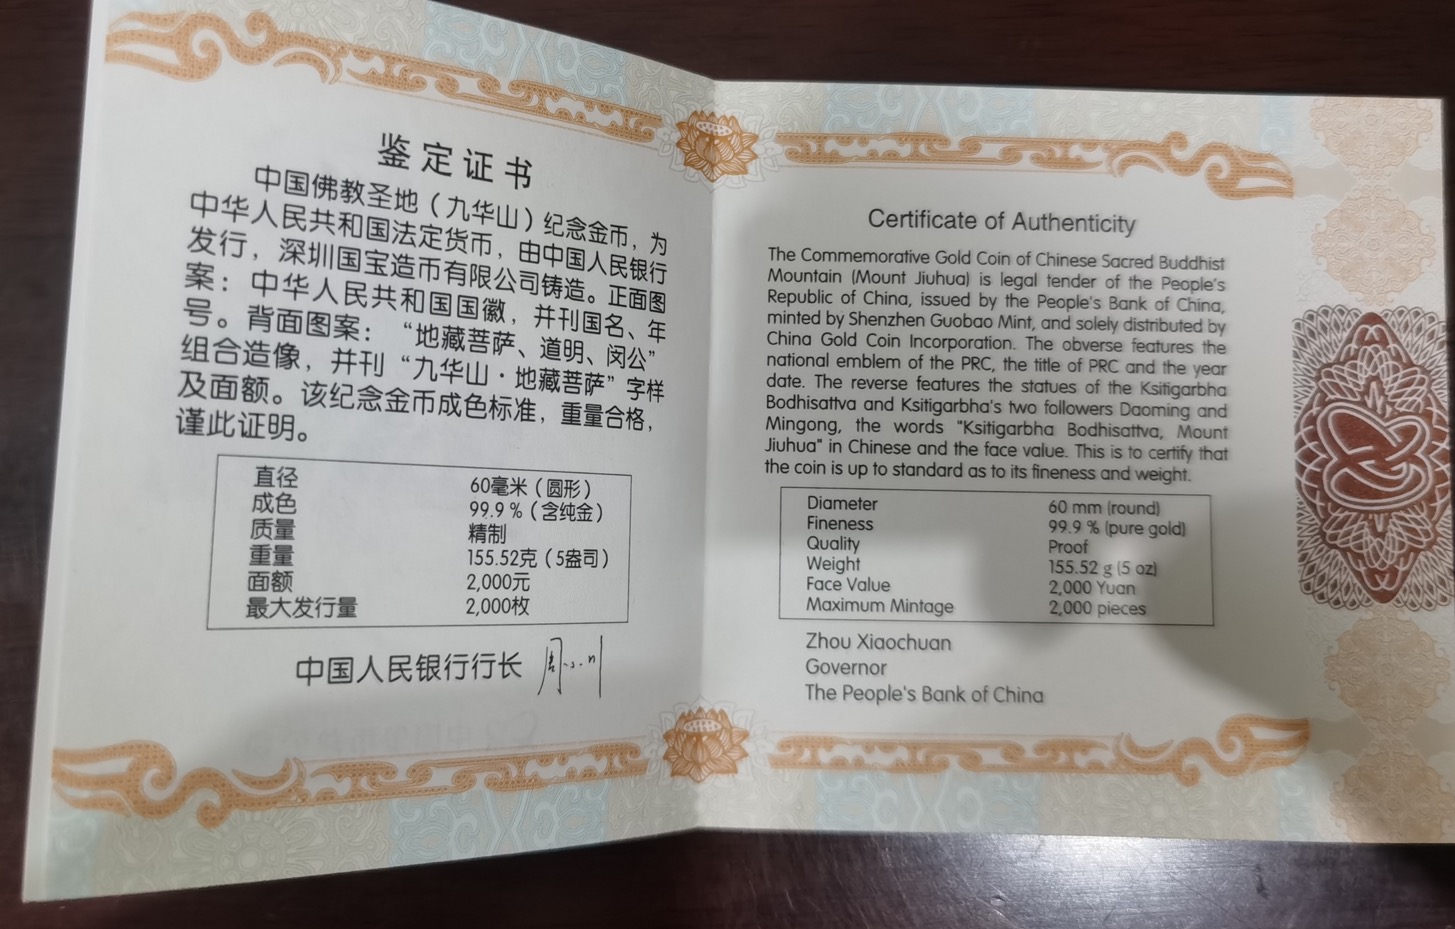 鉴定证书
中国佛教圣地（九华山）纪念金币，为
中华人民共和国法定货币，由中国人民银行
发行，深圳国宝造币有限公司铸造。正面图
案：中华人民共和国国徽，并刊国名、年
号。背面图案：“地藏菩萨、道明、闵公”
组合造像，并刊“九华山·地藏菩萨”字样
及面额。该纪念金币成色标准，重量合格，
谨此证明。
直径 60毫米（圆形）
成色 99.9％（含纯金）
质量 精制
重量 155.52克（5盎司）
面额 2,000元
最大发行量 2,000枚
中国人民银行行长 周小川
Certificate of Authenticity
The Commemorative Gold Coin of Chinese Sacred Buddhist
Mountain (Mount Jiuhua) is legal tender of the People's
Republic of China, issued by the People's Bank of China,
minted by Shenzhen Guobao Mint, and solely distributed by
China Gold Coin Incorporation. The obverse features the
national emblem of the PRC, the title of PRC and the year
date. The reverse features the statues of the Ksitigarbha
Bodhisattva and Ksitigarbha's two followers Daoming and
Mingong, the words "Ksitigarbha Bodhisattva, Mount
Jiuhua" in Chinese and the face value. This is to certify that
the coin is up to standard as to its fineness and weight.
Diameter 60 mm (round)
Fineness 99.9 % (pure gold)
Quality Proof
Weight 155.52 g (5 oz)
Face Value 2,000 Yuan
Maximum Mintage 2,000 pieces
Zhou Xiaochuan
Governor
The People's Bank of China